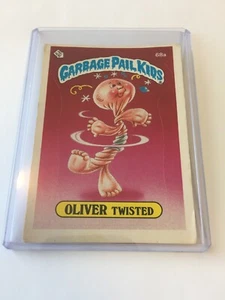 68a
GARBAGE PAIL KIDS
OLIVER TWISTED